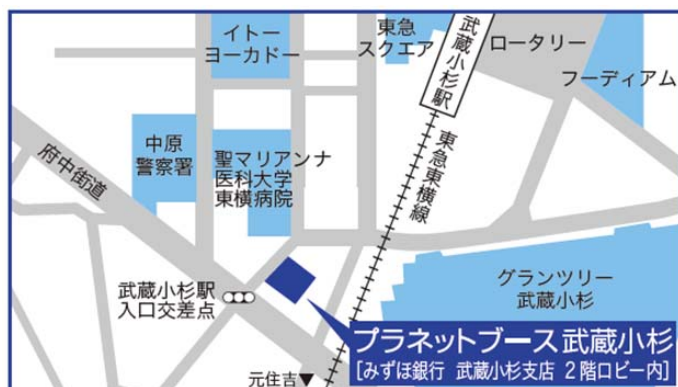 イトー
ヨーカドー
東急
スクエア
武蔵小杉駅
ロータリー
フーディアム
中原
警察署
聖マリアンナ
医科大学
東横病院
府中街道
東急東横線
武蔵小杉駅
入口交差点
グランツリー
武蔵小杉
プラネットブース 武蔵小杉
[みずほ銀行 武蔵小杉支店 2階ロビー内]
元住吉▼